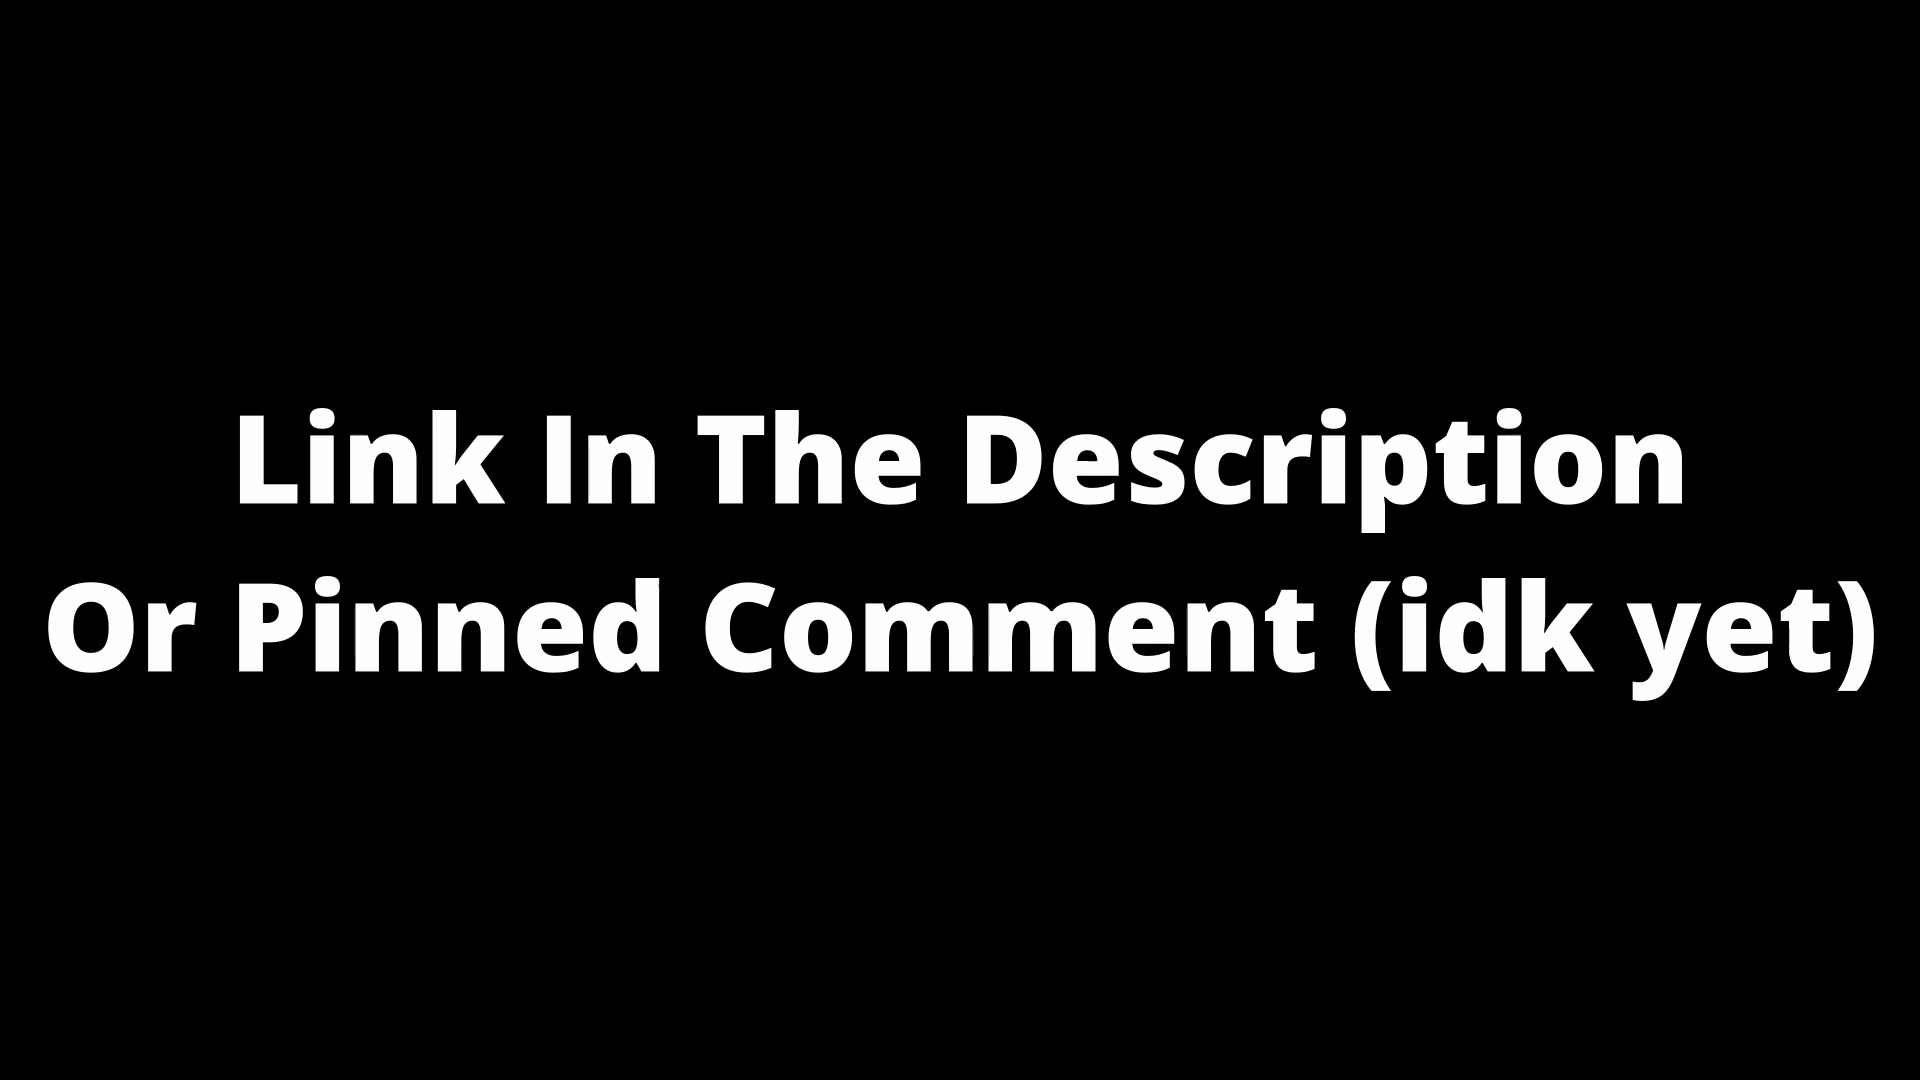 Link In The Description
Or Pinned Comment (idk yet)